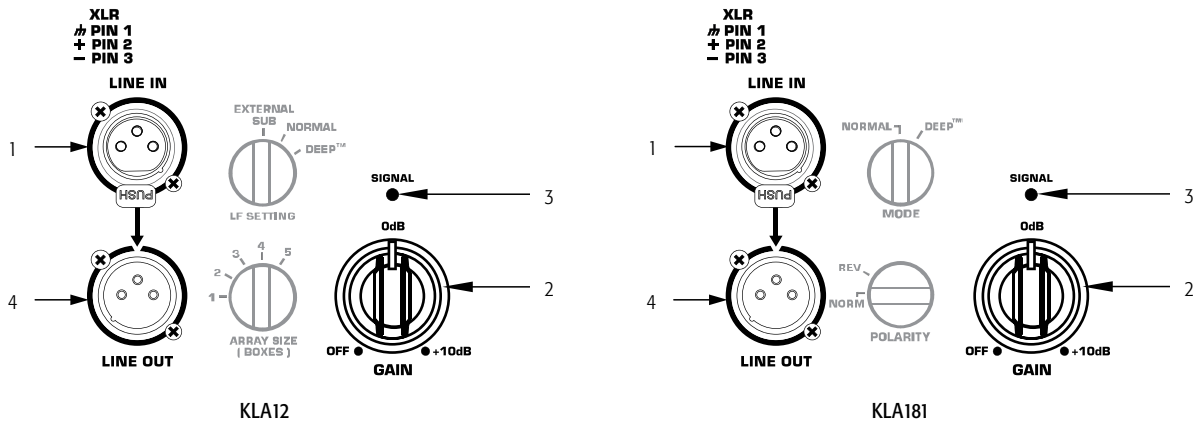 XLR
PIN 1
+ PIN 2
− PIN 3
LINE IN
PUSH
LINE OUT
EXTERNAL
SUB
NORMAL
DEEP™
LF SETTING
1
2
3
4
5
ARRAY SIZE
( BOXES )
SIGNAL
0dB
OFF
+10dB
GAIN
1
4
3
2
KLA12
XLR
PIN 1
+ PIN 2
− PIN 3
LINE IN
PUSH
LINE OUT
NORMAL
DEEP™
MODE
REV
NORM
POLARITY
SIGNAL
0dB
OFF
+10dB
GAIN
1
4
3
2
KLA181